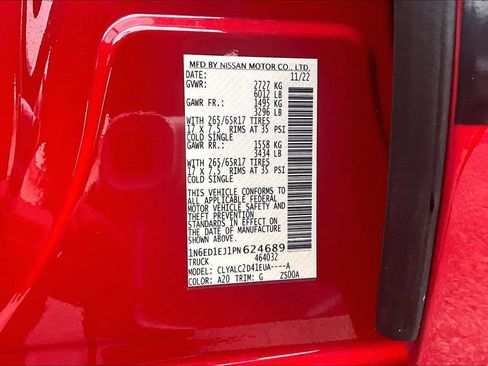 MFD BY NISSAN MOTOR CO., LTD.
DATE: 11/22
GVWR: 2727 KG
6012 LB
GAWR FR.: 1495 KG
3296 LB
WITH 265/65R17 TIRES
17 X 7.5 RIMS AT 35 PSI
COLD SINGLE
GAWR RR.: 1558 KG
3434 LB
WITH 265/65R17 TIRES
17 X 7.5 RIMS AT 35 PSI
COLD SINGLE
THIS VEHICLE CONFORMS TO
ALL APPLICABLE FEDERAL
MOTOR VEHICLE SAFETY
AND THEFT PREVENTION
STANDARDS IN EFFECT ON
THE DATE OF MANUFACTURE
SHOWN ABOVE.
1N6ED1EJ1PN624689
TRUCK 464032
MODEL: CLYALC2D41EUA----A
COLOR: A20 TRIM: G ZS00A